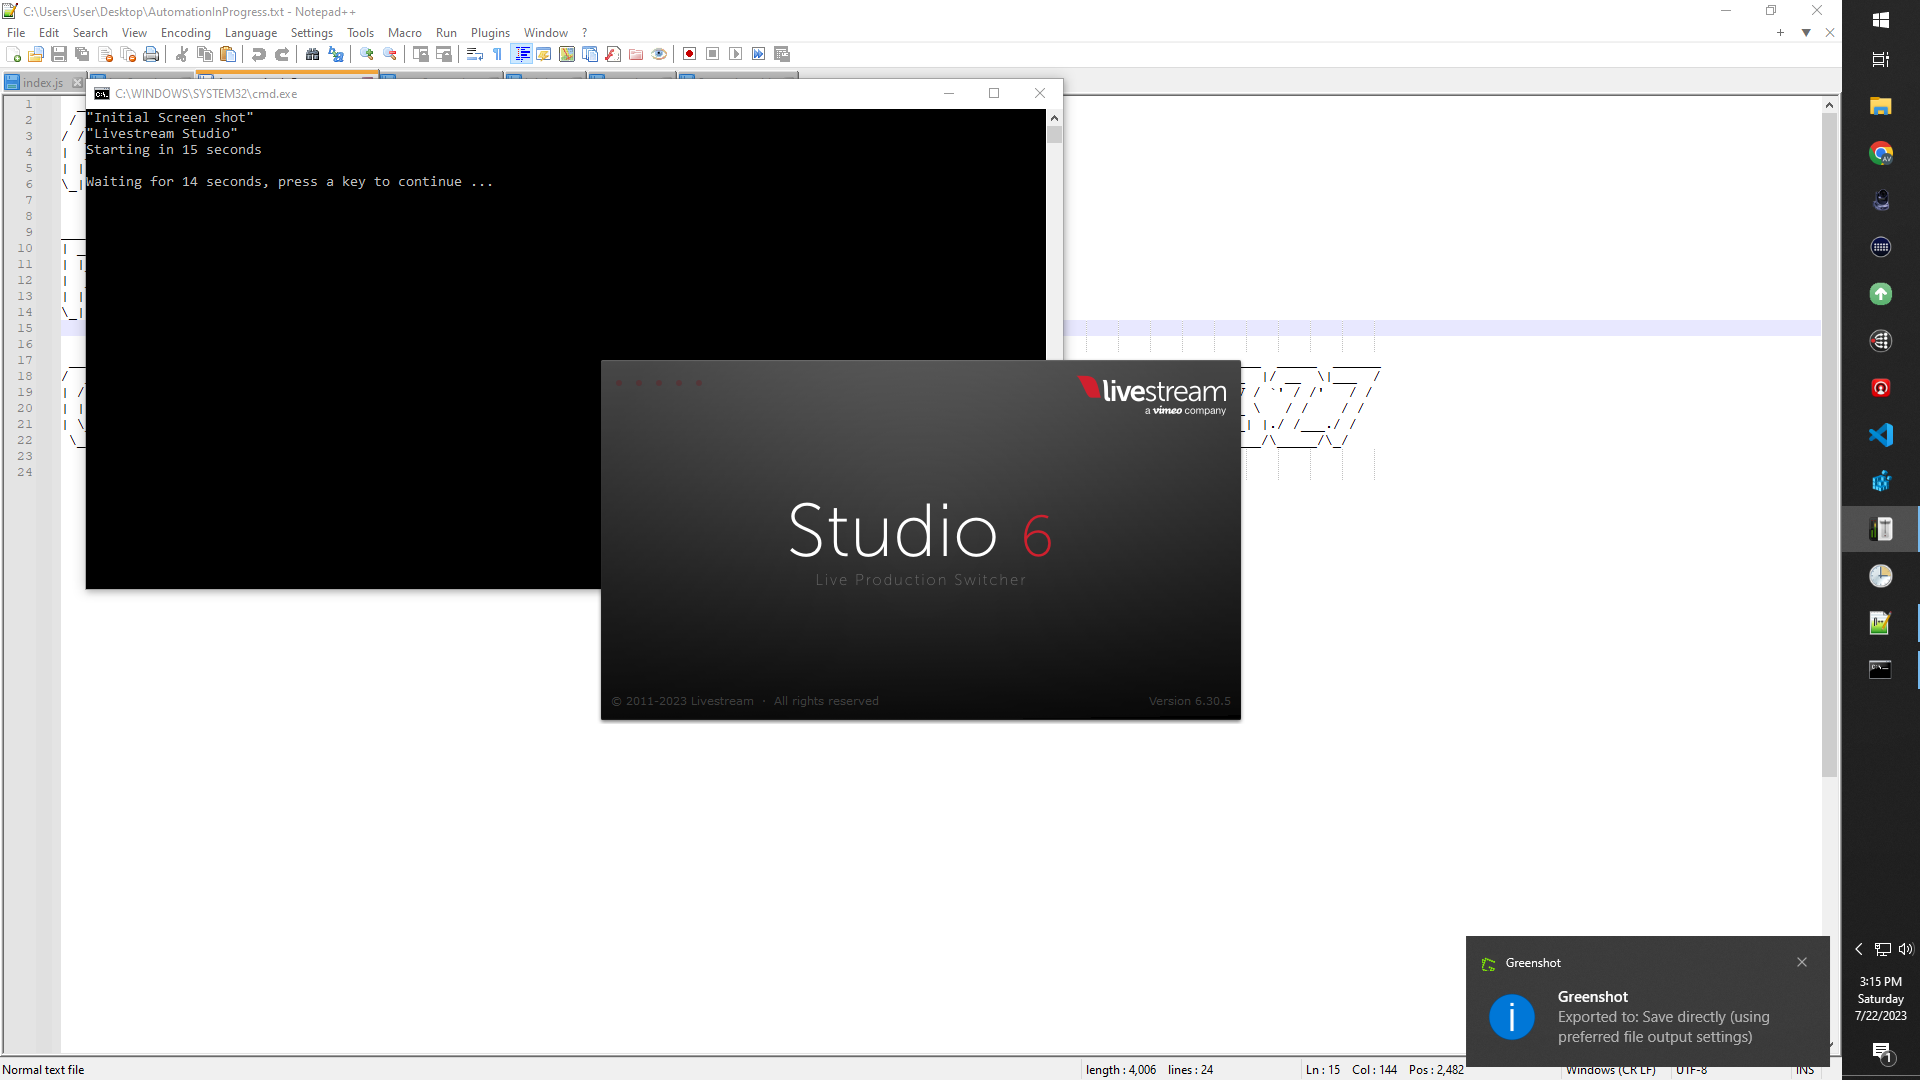 C:\Users\User\Desktop\AutomationInProgress.txt - Notepad++
File Edit Search View Encoding Language Settings Tools Macro Run Plugins Window ?
index.js
C:\WINDOWS\SYSTEM32\cmd.exe
"Initial Screen shot"
"Livestream Studio"
Starting in 15 seconds
Waiting for 14 seconds, press a key to continue ...
1
2
3
4
5
6
7
8
9
10
11
12
13
14
15
16
17
18
19
20
21
22
23
24
livestream
a vimeo company
Studio 6
Live Production Switcher
© 2011-2023 Livestream · All rights reserved
Version 6.30.5
Greenshot
Greenshot
Exported to: Save directly (using
preferred file output settings)
3:15 PM
Saturday
7/22/2023
1
Normal text file
length : 4,006 lines : 24
Ln : 15 Col : 144 Pos : 2,482
Windows (CR LF)
UTF-8
INS